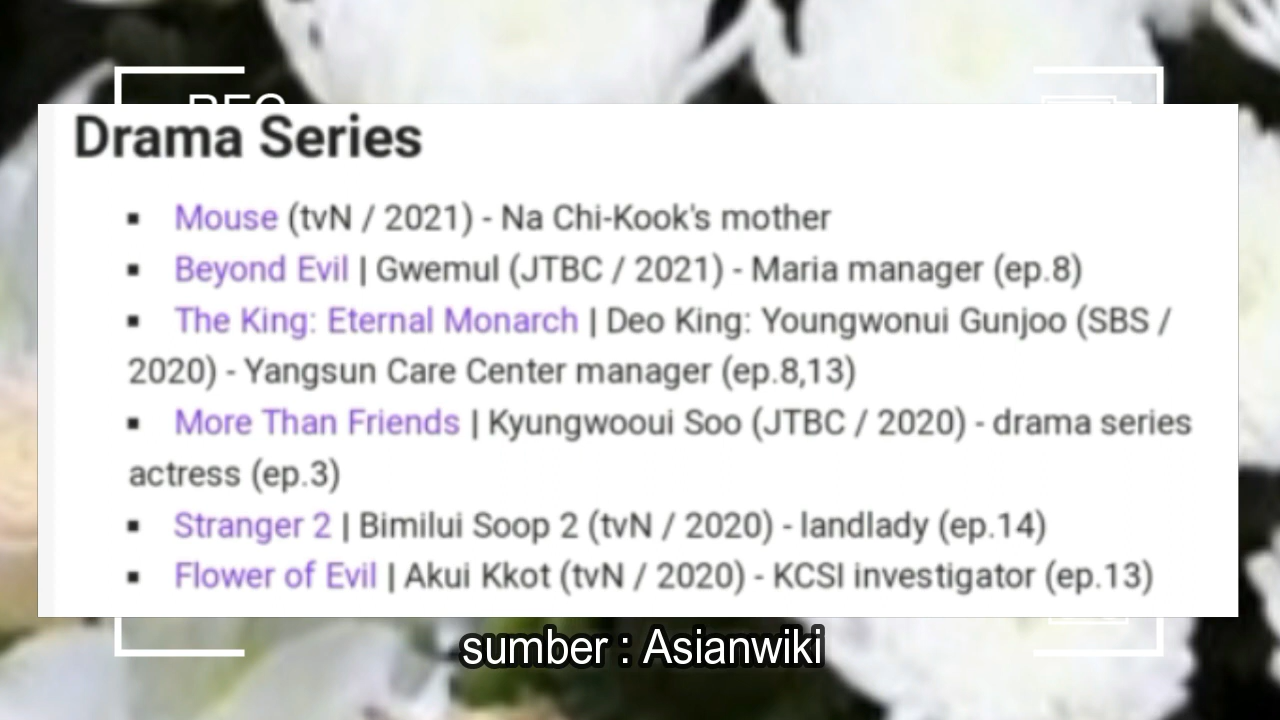 REC
Drama Series
▪ Mouse (tvN / 2021) - Na Chi-Kook's mother
▪ Beyond Evil | Gwemul (JTBC / 2021) - Maria manager (ep.8)
▪ The King: Eternal Monarch | Deo King: Youngwonui Gunjoo (SBS /
2020) - Yangsun Care Center manager (ep.8,13)
▪ More Than Friends | Kyungwooui Soo (JTBC / 2020) - drama series
actress (ep.3)
▪ Stranger 2 | Bimilui Soop 2 (tvN / 2020) - landlady (ep.14)
▪ Flower of Evil | Akui Kkot (tvN / 2020) - KCSI investigator (ep.13)
sumber : Asianwiki